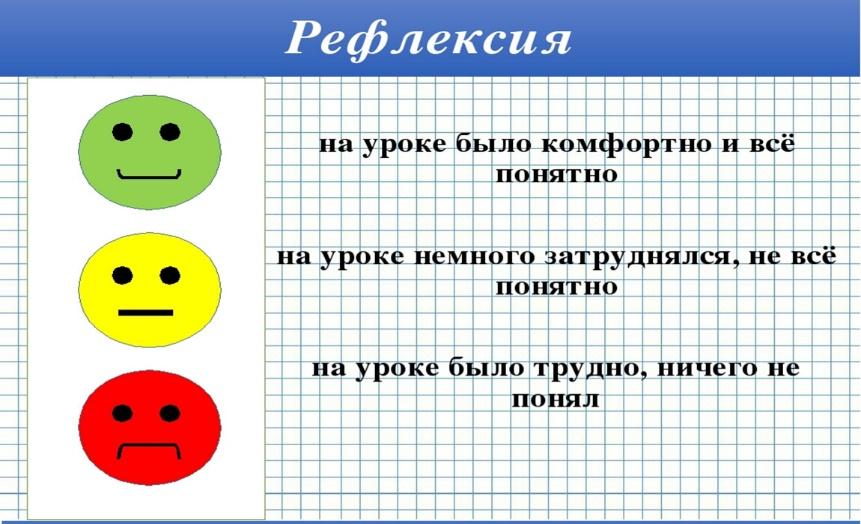 Рефлексия
на уроке было комфортно и всё
понятно
на уроке немного затруднялся, не всё
понятно
на уроке было трудно, ничего не
понял